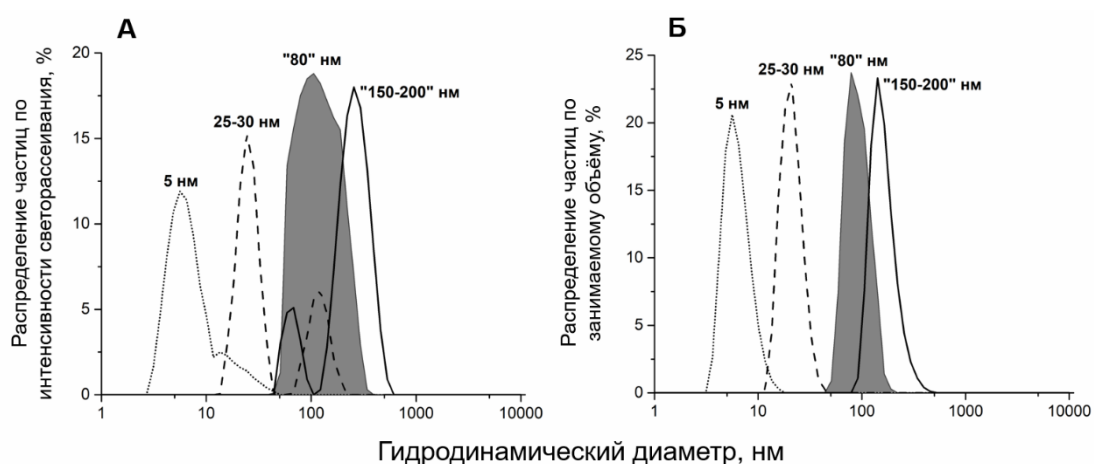 А
Распределение частиц по
интенсивности светорассеивания, %
20
15
10
5
0
5 нм
25-30 нм
"80" нм
"150-200" нм
1
10
100
1000
10000
Б
Распределение частиц по
занимаемому объёму, %
25
20
15
10
5
0
5 нм
25-30 нм
"80" нм
"150-200" нм
1
10
100
1000
10000
Гидродинамический диаметр, нм